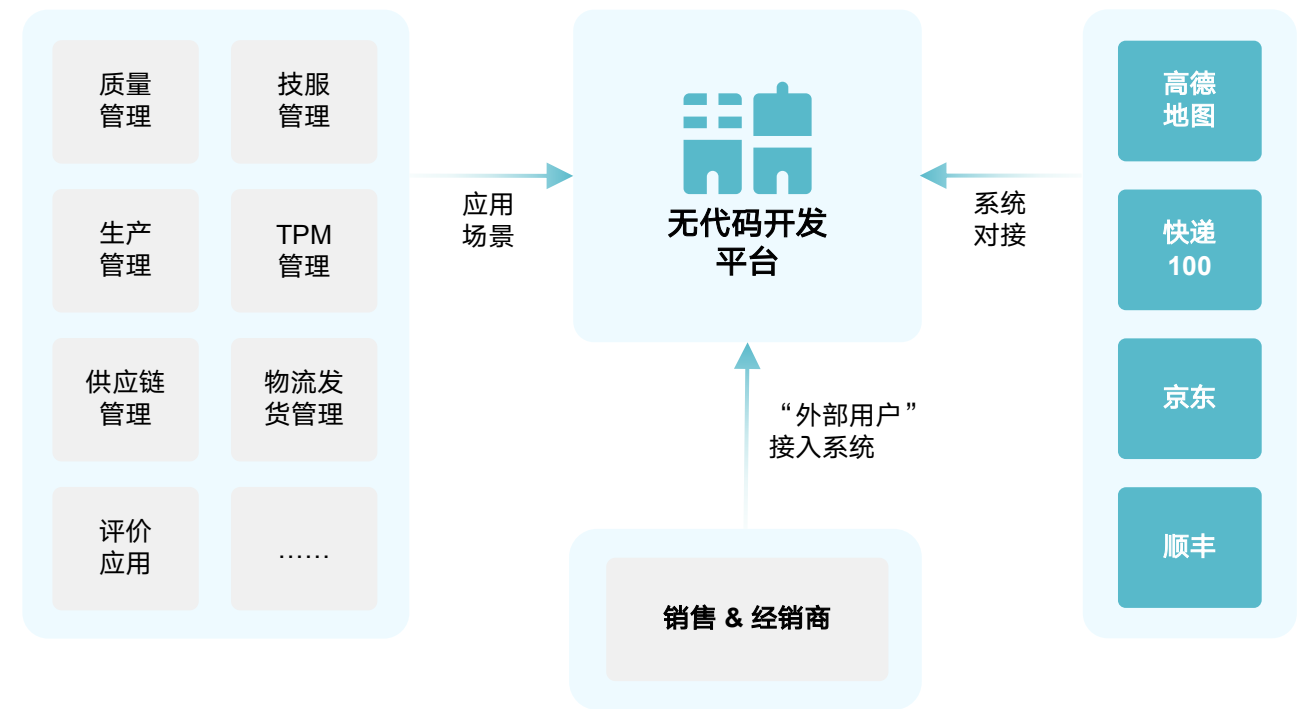 质量
管理
技服
管理
生产
管理
TPM
管理
供应链
管理
物流发
货管理
评价
应用
……
应用
场景
无代码开发
平台
系统
对接
“外部用户”
接入系统
销售 & 经销商
高德
地图
快递
100
京东
顺丰